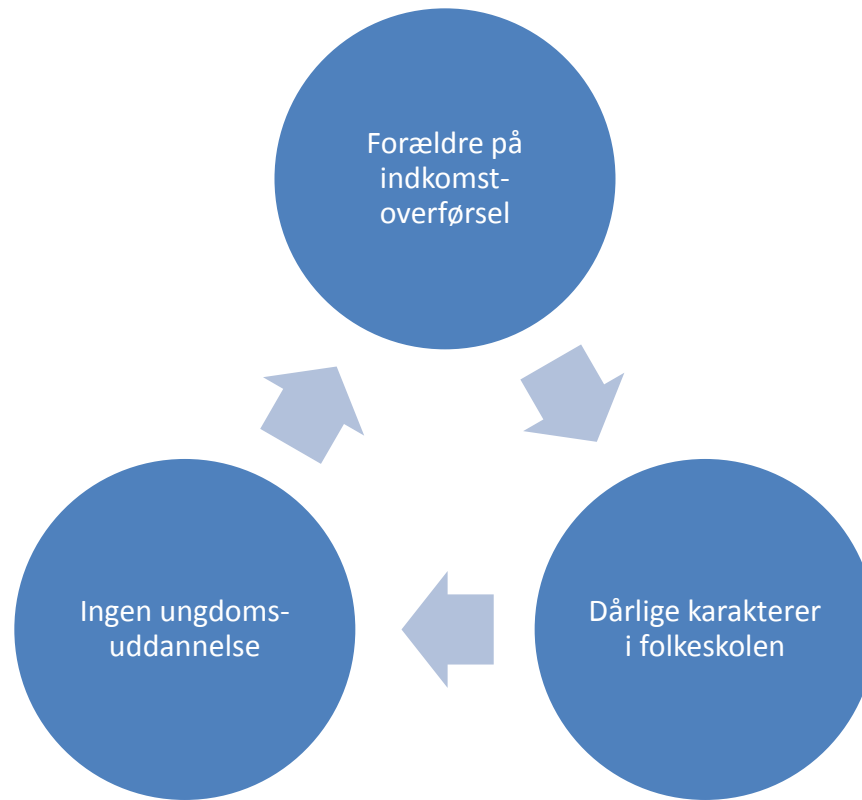 Forældre på
indkomst-
overførsel
Dårlige karakterer
i folkeskolen
Ingen ungdoms-
uddannelse